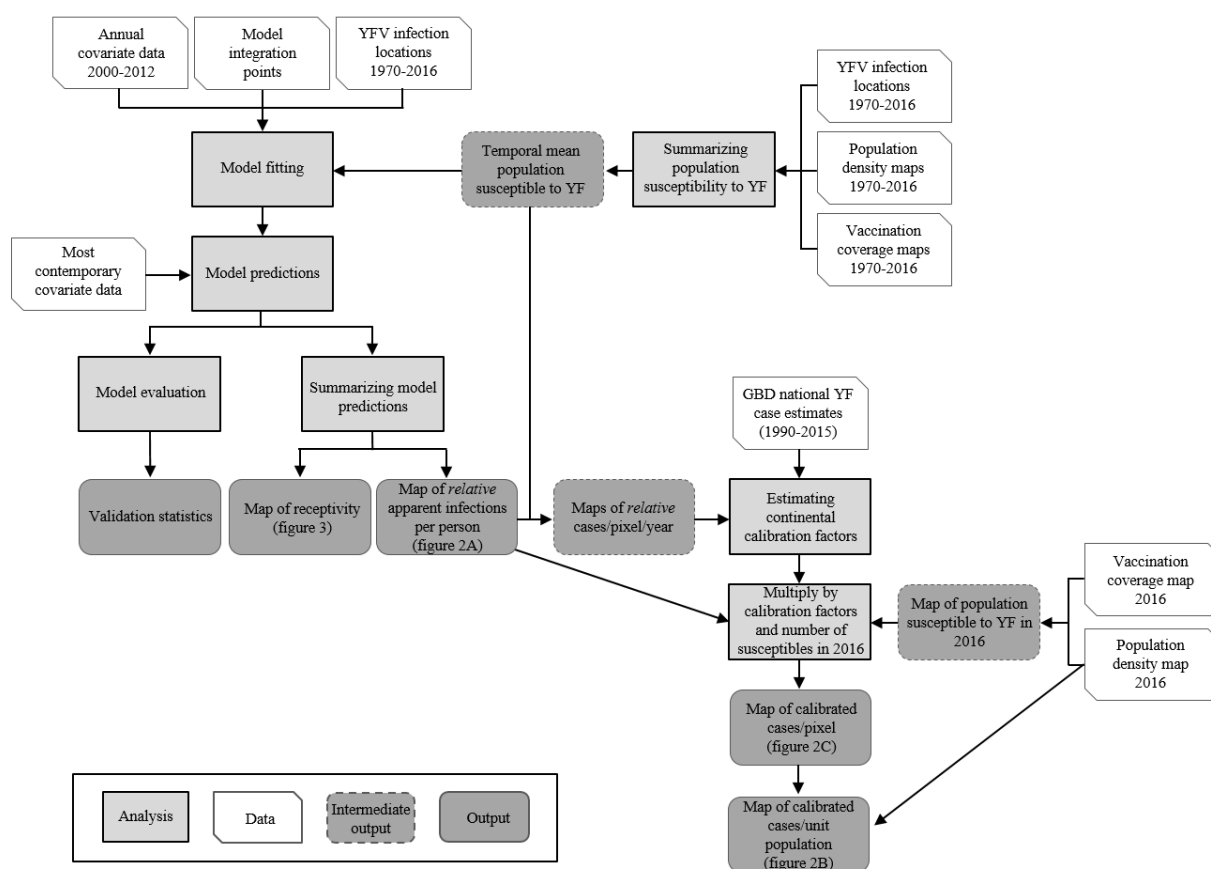 Annual
covariate data
2000-2012
Model
integration
points
YFV infection
locations
1970-2016
YFV infection
locations
1970-2016
Model fitting
Temporal mean
population
susceptible to YF
Summarizing
population
susceptibility to YF
Population
density maps
1970-2016
Vaccination
coverage maps
1970-2016
Most
contemporary
covariate data
Model predictions
Model evaluation
Summarizing model
predictions
GBD national YF
case estimates
(1990-2015)
Validation statistics
Map of receptivity
(figure 3)
Map of relative
apparent infections
per person
(figure 2A)
Maps of relative
cases/pixel/year
Estimating
continental
calibration factors
Multiply by
calibration factors
and number of
susceptibles in 2016
Map of population
susceptible to YF in
2016
Vaccination
coverage map
2016
Population
density map
2016
Map of calibrated
cases/pixel
(figure 2C)
Map of calibrated
cases/unit
population
(figure 2B)
Analysis
Data
Intermediate
output
Output